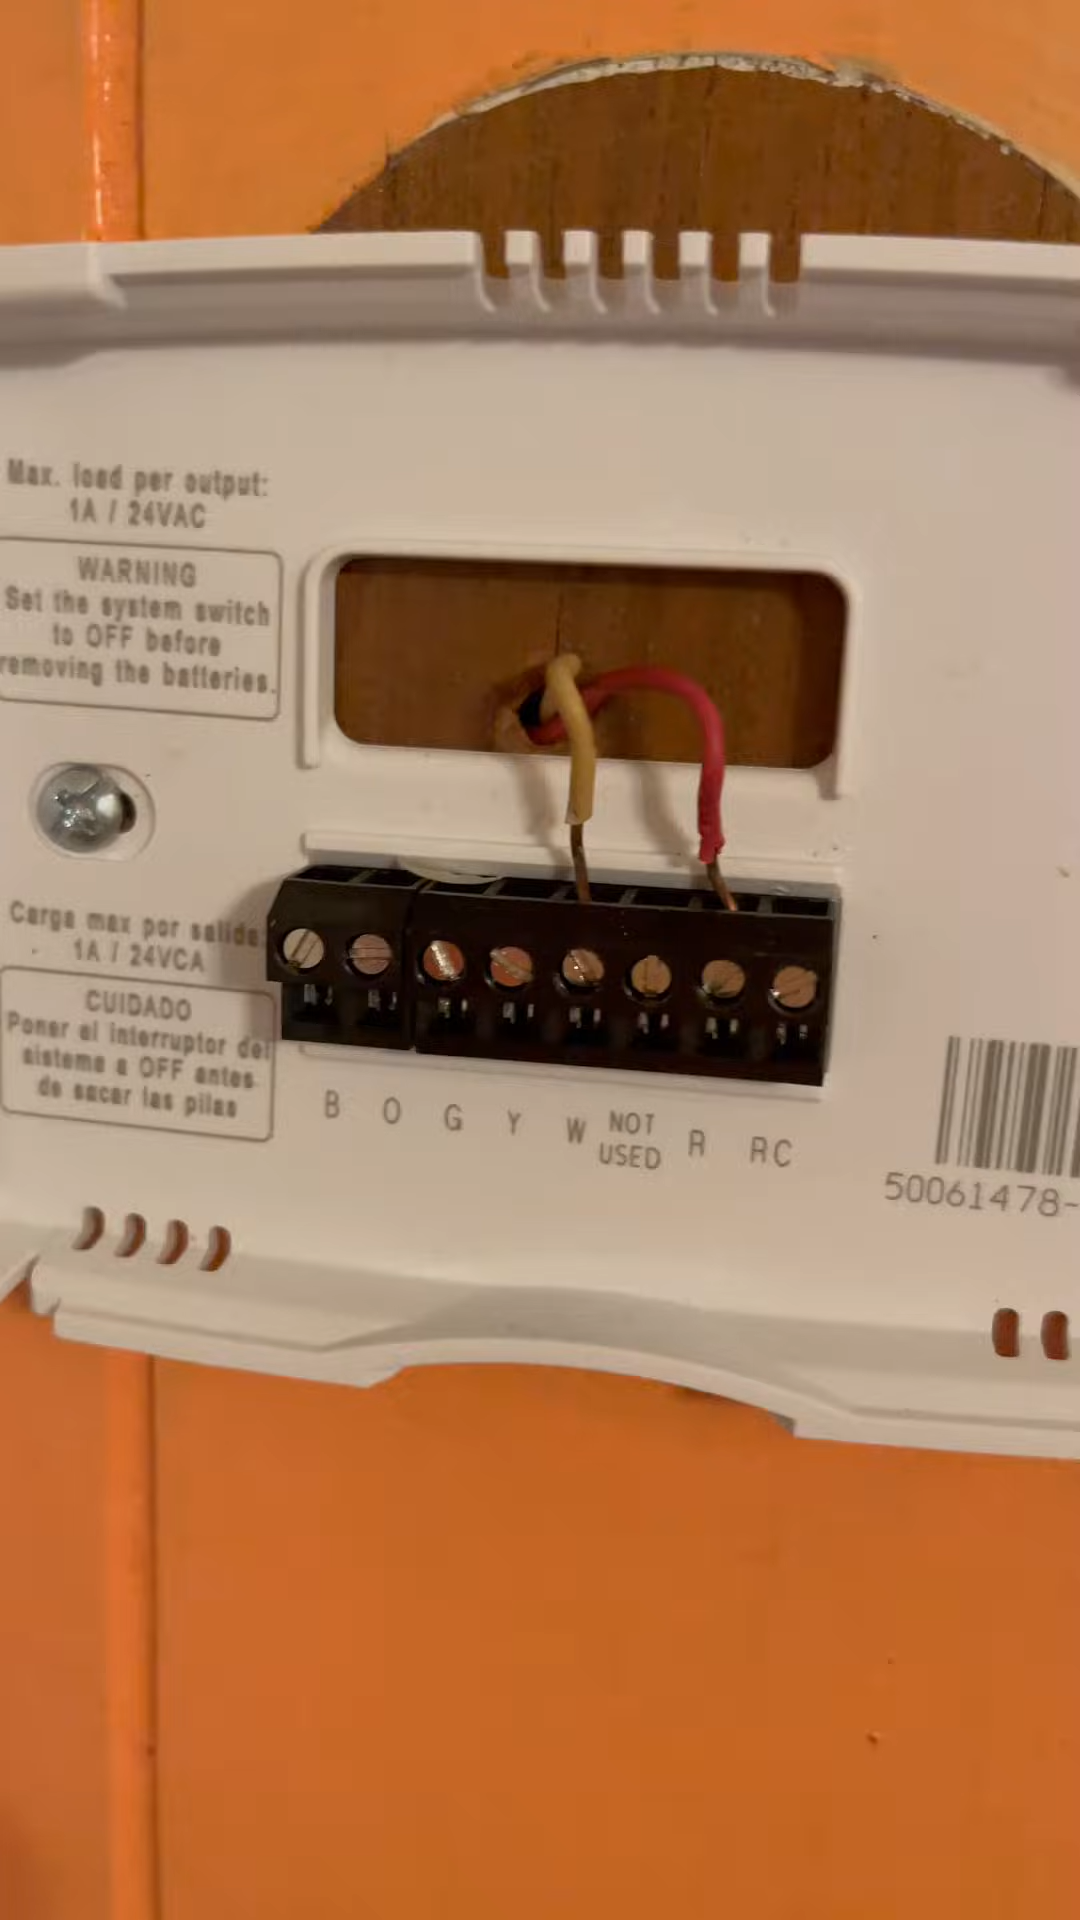 Max. load per output:
1A / 24VAC
WARNING
Set the system switch
to OFF before
removing the batteries.
Carga max por salida:
1A / 24VCA
CUIDADO
Poner al interruptor del
sistema a OFF antes
de sacar las pilas
B O G Y W NOT USED R RC
50061478-